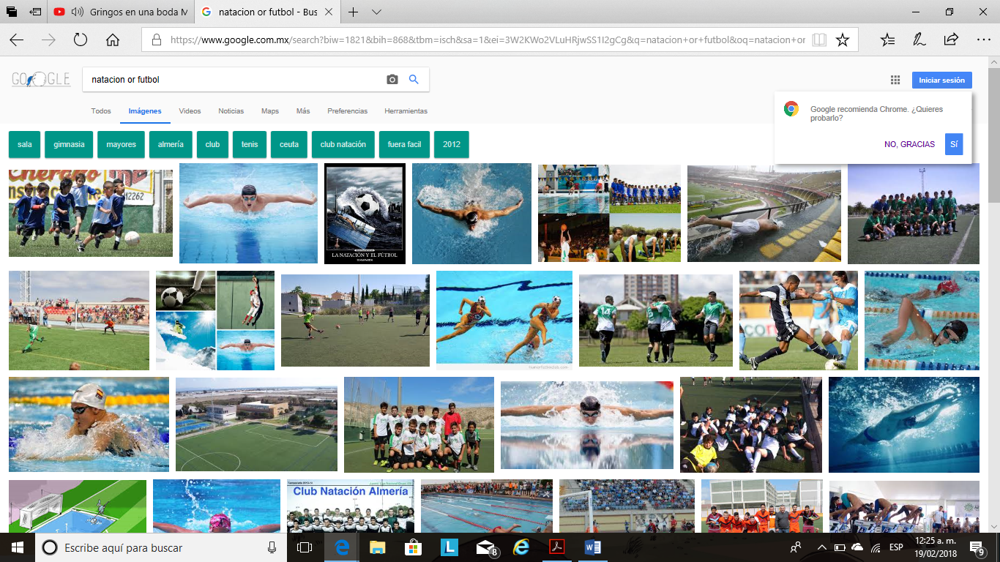 Gringos en una boda M
natacion or futbol - Bus
https://www.google.com.mx/search?biw=1821&bih=868&tbm=isch&sa=1&ei=3W2KWo2VLuHRjwSS1I2gCg&q=natacion+or+futbol&oq=natacion+or
GOOGLE
natacion or futbol
Iniciar sesión
Todos Imágenes Videos Noticias Maps Más Preferencias Herramientas
Google recomienda Chrome. ¿Quieres
probarlo?
NO, GRACIAS Sí
sala gimnasia mayores almería club tenis ceuta club natación fuera facil 2012
2262
LA NATACIÓN Y EL FÚTBOL
14
Club Natación Almería
Escribe aquí para buscar
8
ESP
12:25 a. m.
19/02/2018
9